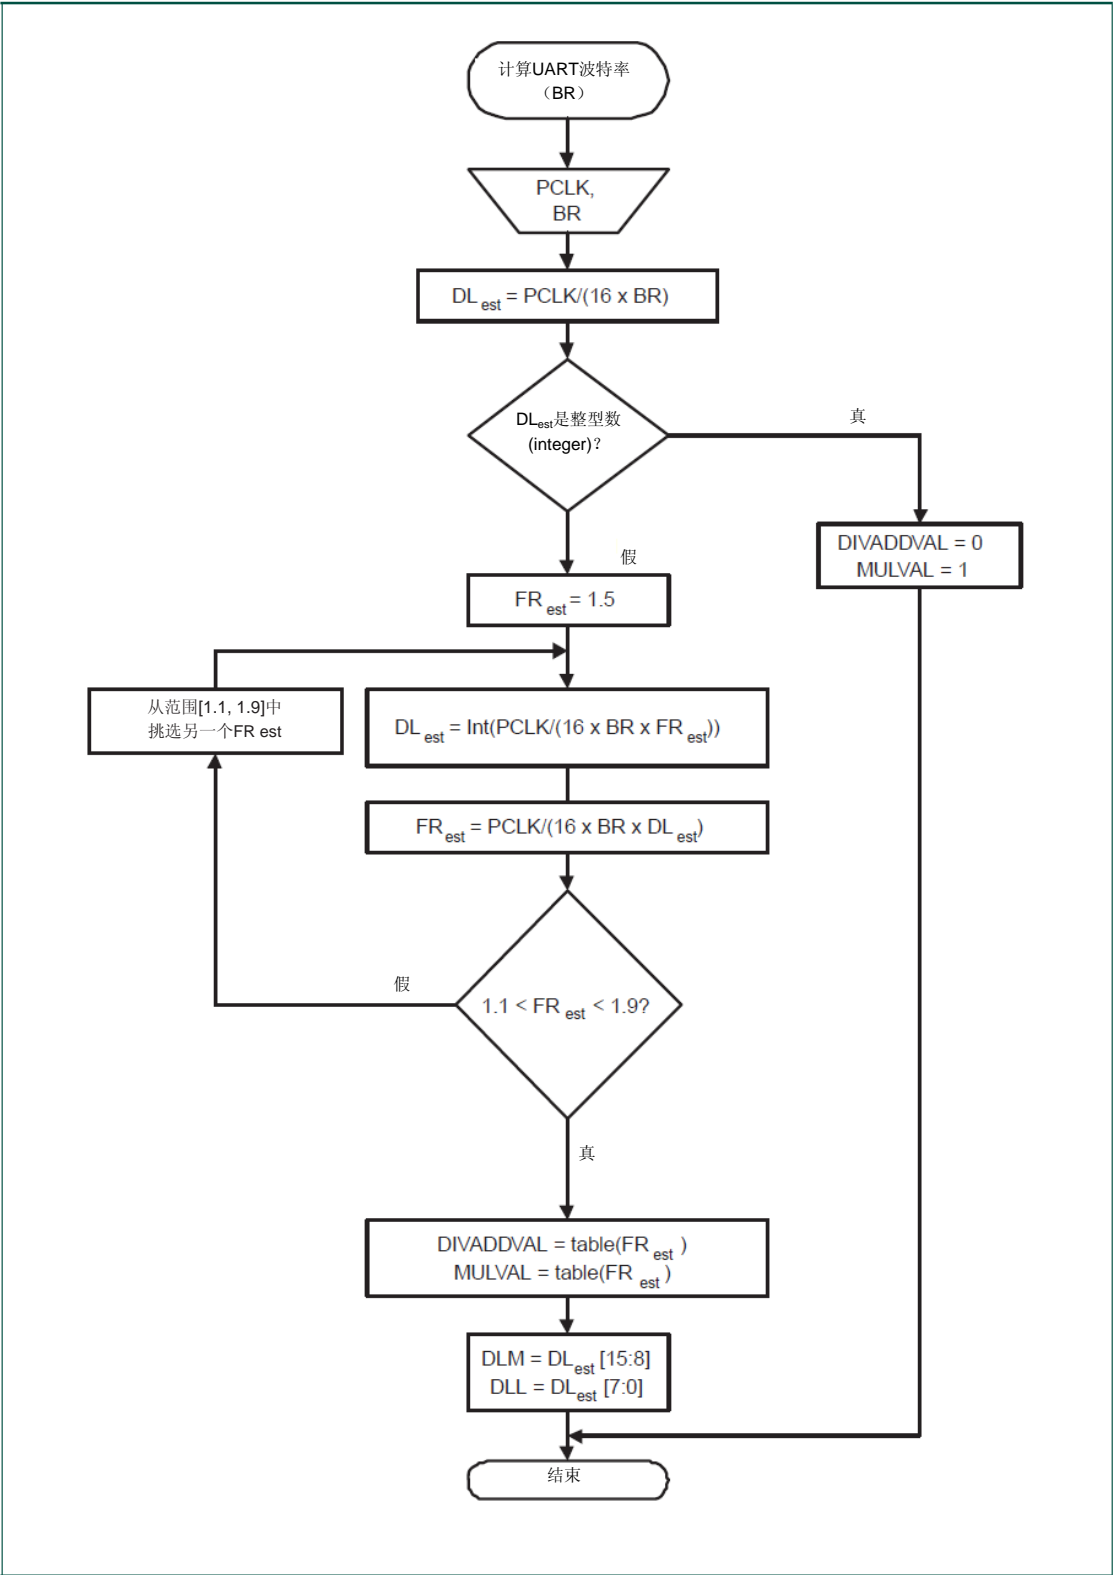 计算UART波特率
（BR）
PCLK,
BR
DL est = PCLK/(16 x BR)
DLest是整型数
(integer)?
真
DIVADDVAL = 0
MULVAL = 1
假
FR est = 1.5
从范围[1.1, 1.9]中
挑选另一个FR est
DL est = Int(PCLK/(16 x BR x FR est))
FR est = PCLK/(16 x BR x DL est)
假
1.1 < FR est < 1.9?
真
DIVADDVAL = table(FR est )
MULVAL = table(FR est )
DLM = DLest [15:8]
DLL = DLest [7:0]
结束